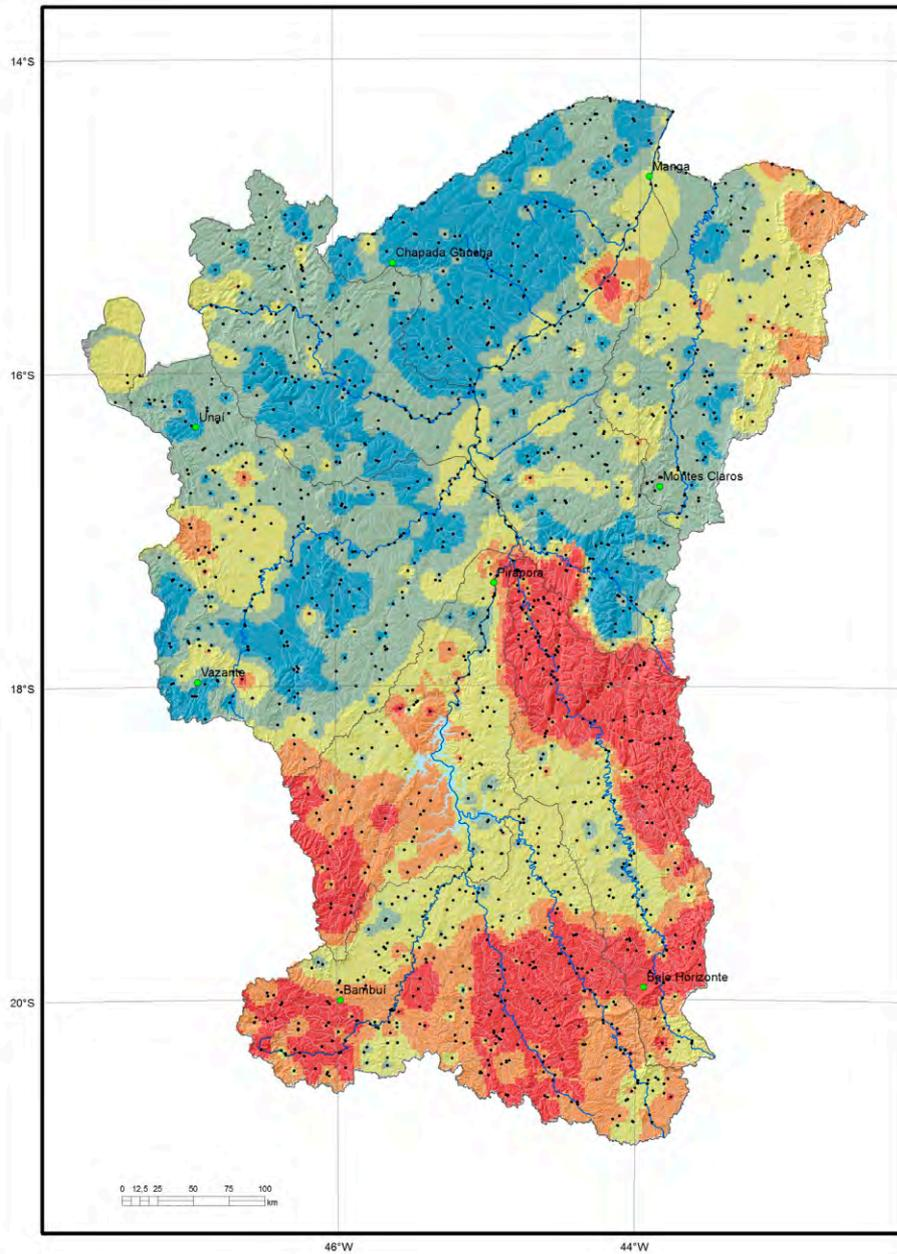 14°S
Manga
Chapada Gaúcha
16°S
Unaí
Montes Claros
Pirapora
Vazante
18°S
Belo Horizonte
20°S
Bambuí
0 12,5 25 50 75 100
km
46°W 44°W